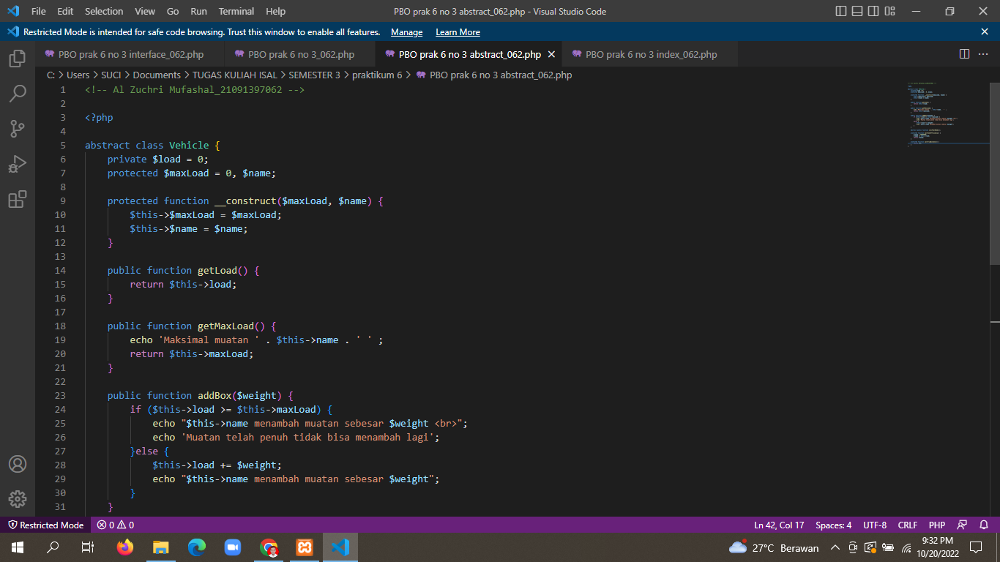 File Edit Selection View Go Run Terminal Help PBO prak 6 no 3 abstract_062.php - Visual Studio Code
Restricted Mode is intended for safe code browsing. Trust this window to enable all features. Manage Learn More
PBO prak 6 no 3 interface_062.php PBO prak 6 no 3_062.php PBO prak 6 no 3 abstract_062.php PBO prak 6 no 3 index_062.php
C: > Users > SUCI > Documents > TUGAS KULIAH ISAL > SEMESTER 3 > praktikum 6 > PBO prak 6 no 3 abstract_062.php
1 <!-- Al Zuchri Mufashal_21091397062 -->
2
3 <?php
4
5 abstract class Vehicle {
6 private $load = 0;
7 protected $maxLoad = 0, $name;
8
9 protected function __construct($maxLoad, $name) {
10 $this->$maxLoad = $maxLoad;
11 $this->$name = $name;
12 }
13
14 public function getLoad() {
15 return $this->load;
16 }
17
18 public function getMaxLoad() {
19 echo 'Maksimal muatan ' . $this->name . ' ' ;
20 return $this->maxLoad;
21 }
22
23 public function addBox($weight) {
24 if ($this->load >= $this->maxLoad) {
25 echo "$this->name menambah muatan sebesar $weight <br>";
26 echo 'Muatan telah penuh tidak bisa menambah lagi';
27 }else {
28 $this->load += $weight;
29 echo "$this->name menambah muatan sebesar $weight";
30 }
31 }
Restricted Mode 0 0 Ln 42, Col 17 Spaces: 4 UTF-8 CRLF PHP
27°C Berawan 9:32 PM
10/20/2022